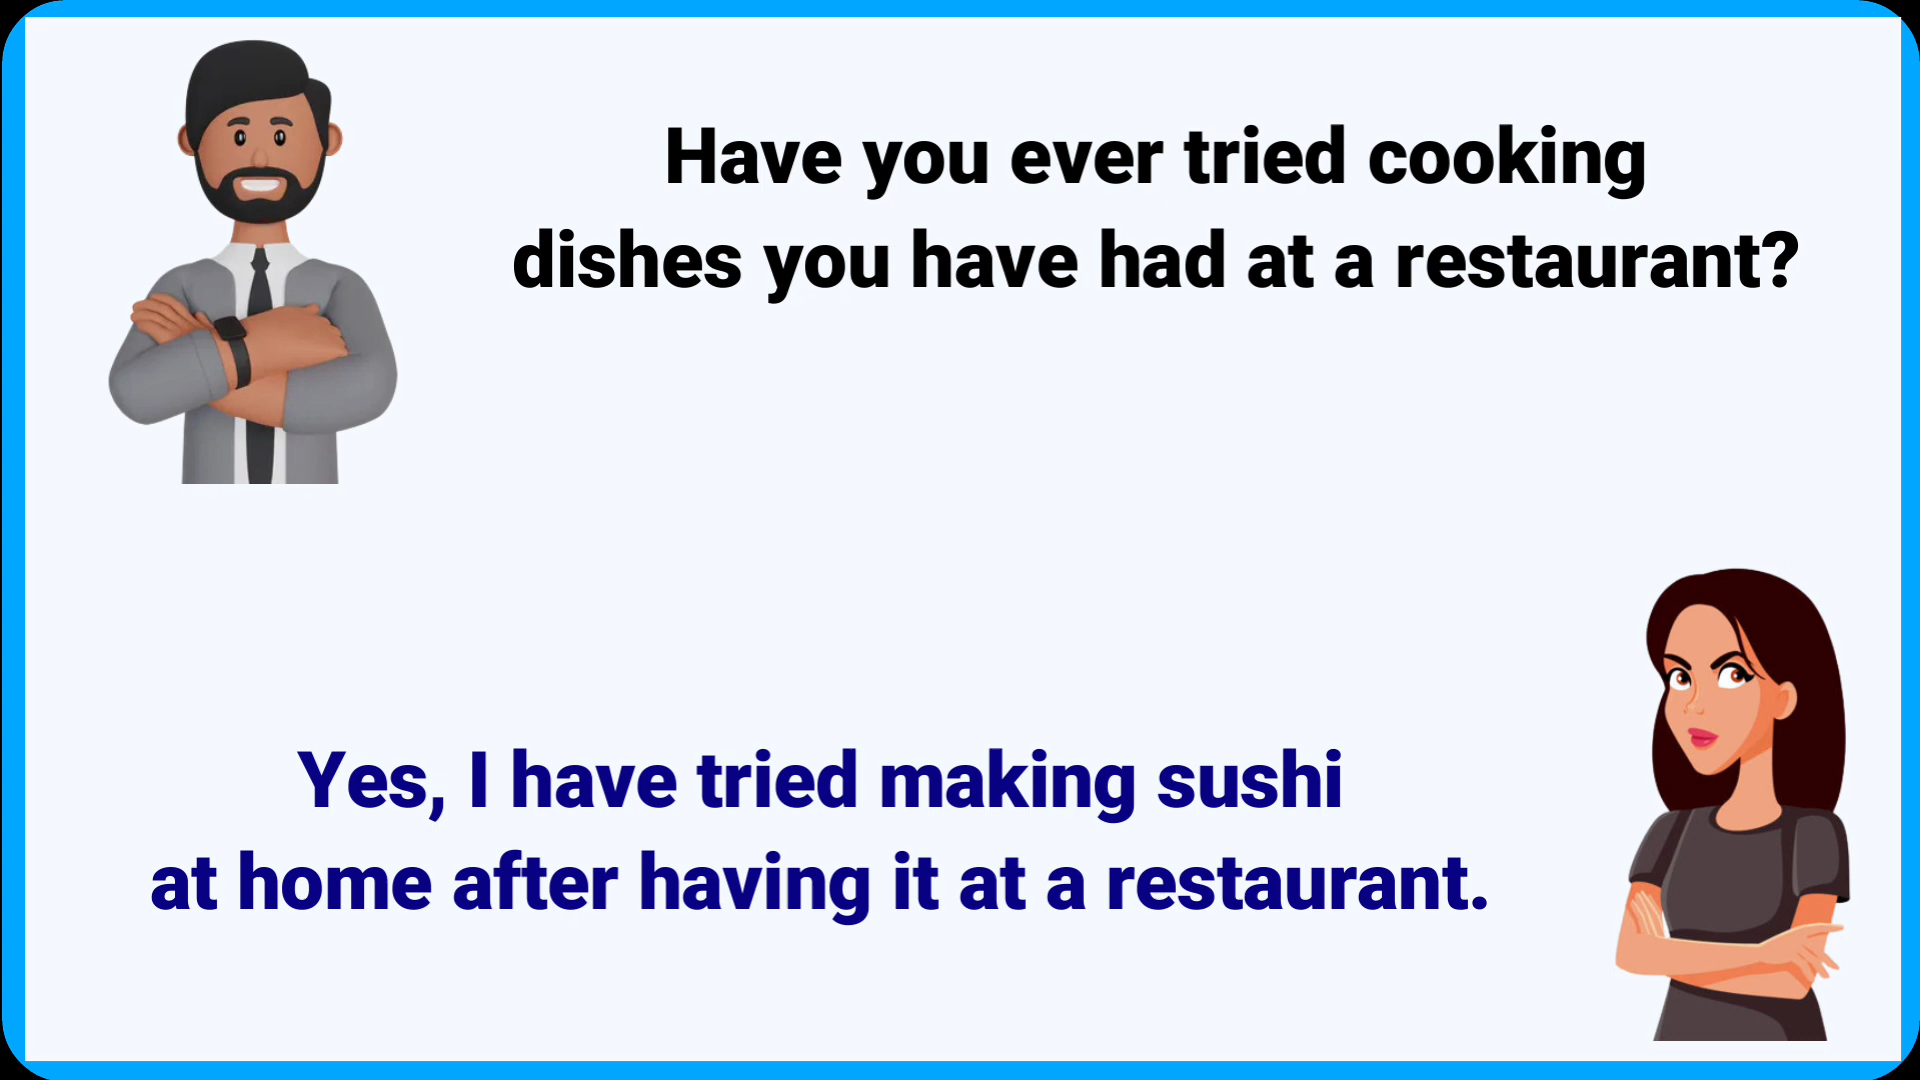 Have you ever tried cooking
dishes you have had at a restaurant?
Yes, I have tried making sushi
at home after having it at a restaurant.